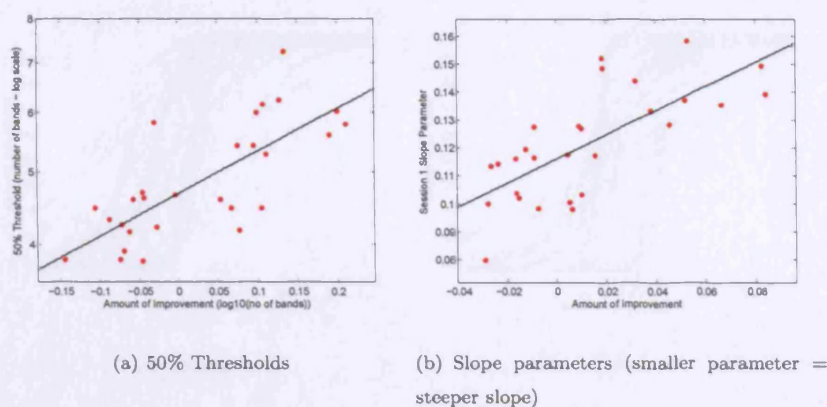 8
7
6
5
4
50% Threshold (number of bands - log scale)
-0.15 -0.1 -0.05 0 0.05 0.1 0.15 0.2
Amount of improvement (log10(no of bands))
0.16
0.15
0.14
0.13
0.12
0.11
0.1
0.09
0.08
Session 1 Slope Parameter
-0.04 -0.02 0 0.02 0.04 0.06 0.08
Amount of improvement
(a) 50% Thresholds
(b) Slope parameters (smaller parameter =
steeper slope)